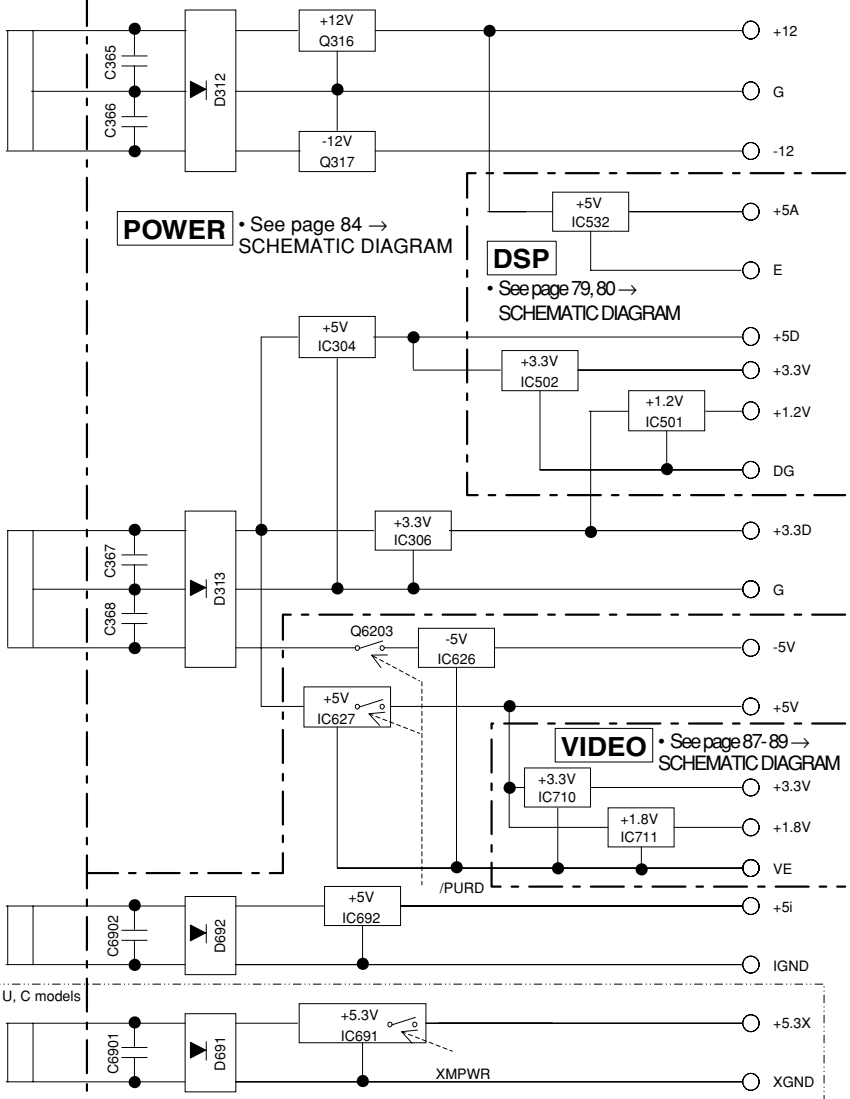 +12V
Q316
+12
C365
D312
G
C366
-12V
Q317
-12
POWER
• See page 84 →
SCHEMATIC DIAGRAM
+5V
IC532
+5A
DSP
E
• See page 79, 80 →
SCHEMATIC DIAGRAM
+5V
IC304
+5D
+3.3V
IC502
+3.3V
+1.2V
IC501
+1.2V
DG
+3.3V
IC306
+3.3D
C367
D313
G
C368
Q6203
-5V
IC626
-5V
+5V
IC627
+5V
VIDEO
• See page 87-89 →
SCHEMATIC DIAGRAM
+3.3V
IC710
+3.3V
+1.8V
IC711
+1.8V
VE
/PURD
+5V
IC692
+5i
C6902
D692
IGND
U, C models
+5.3V
IC691
+5.3X
C6901
D691
XMPWR
XGND